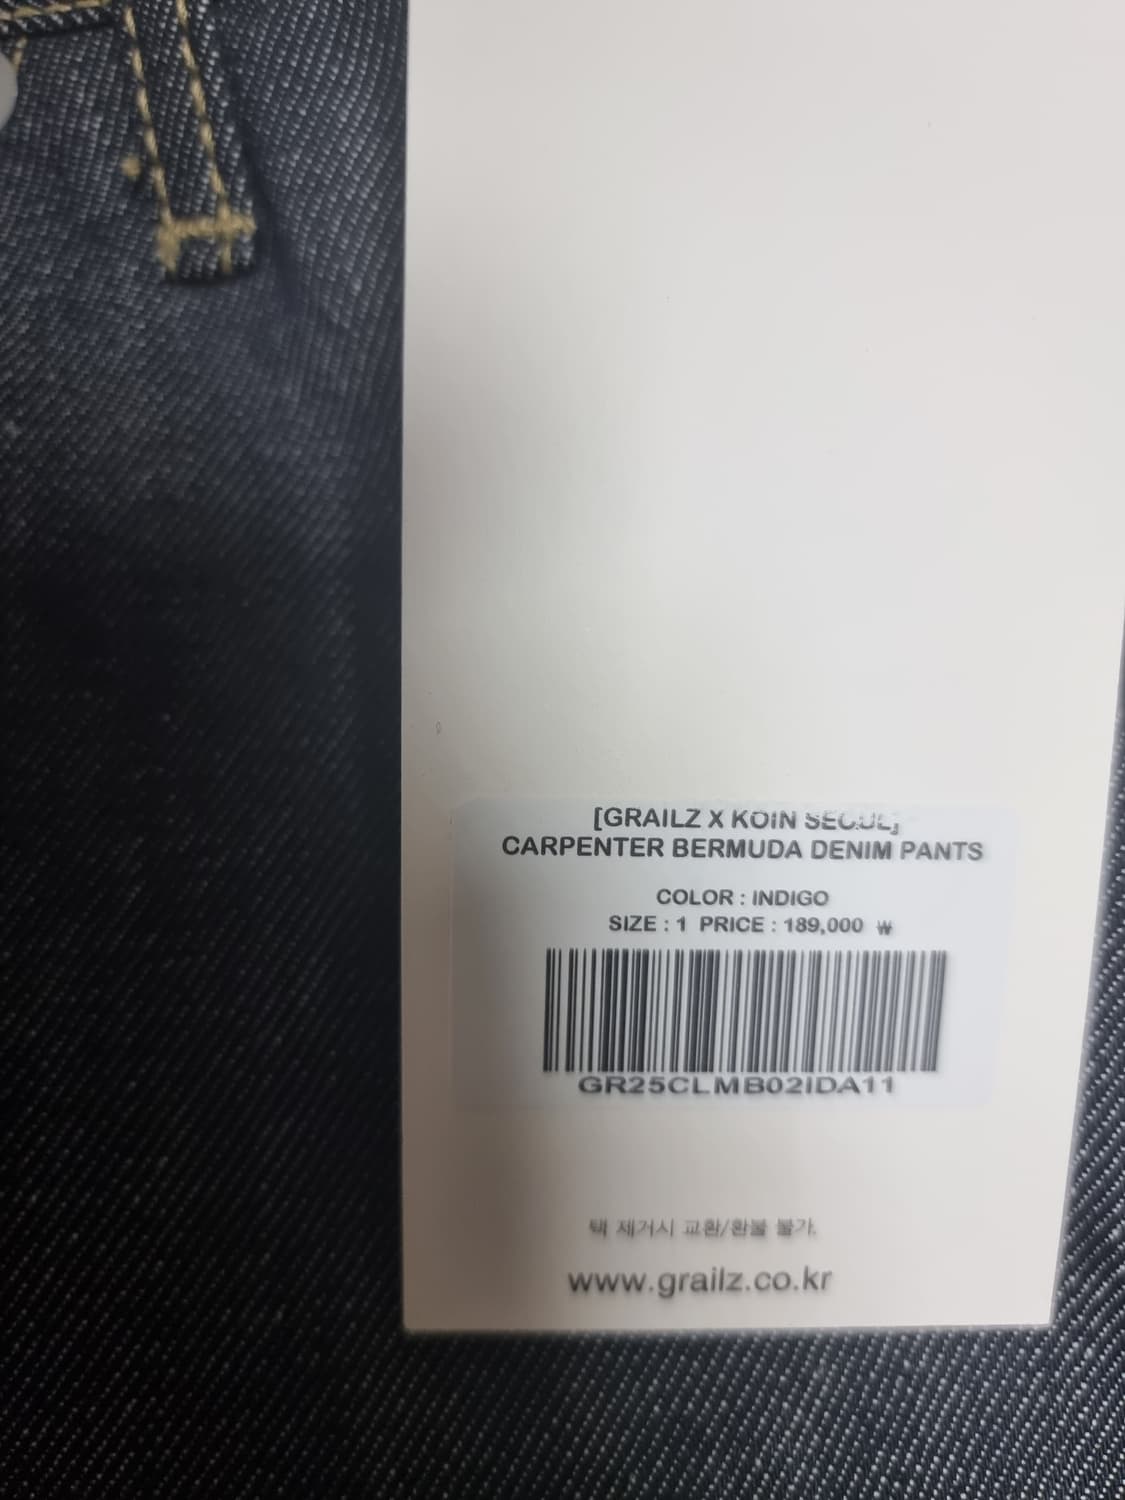 [GRAILZ X KOIN SEOUL]
CARPENTER BERMUDA DENIM PANTS
COLOR : INDIGO
SIZE : 1 PRICE : 189,000 ₩
GR25CLMB02IDA11
택 제거시 교환/환불 불가.
www.grailz.co.kr